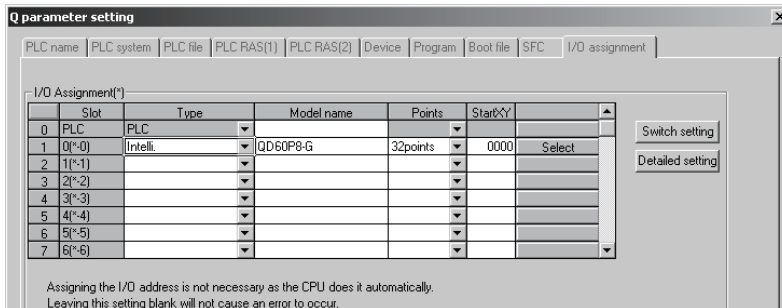 Q parameter setting
PLC name PLC system PLC file PLC RAS(1) PLC RAS(2) Device Program Boot file SFC I/O assignment
I/O Assignment(*)
Slot Type Model name Points StartXY
0 PLC PLC
1 0(*-0) Intelli. QD60P8-G 32points 0000 Select
2 1(*-1)
3 2(*-2)
4 3(*-3)
5 4(*-4)
6 5(*-5)
7 6(*-6)
Switch setting
Detailed setting
Assigning the I/O address is not necessary as the CPU does it automatically.
Leaving this setting blank will not cause an error to occur.